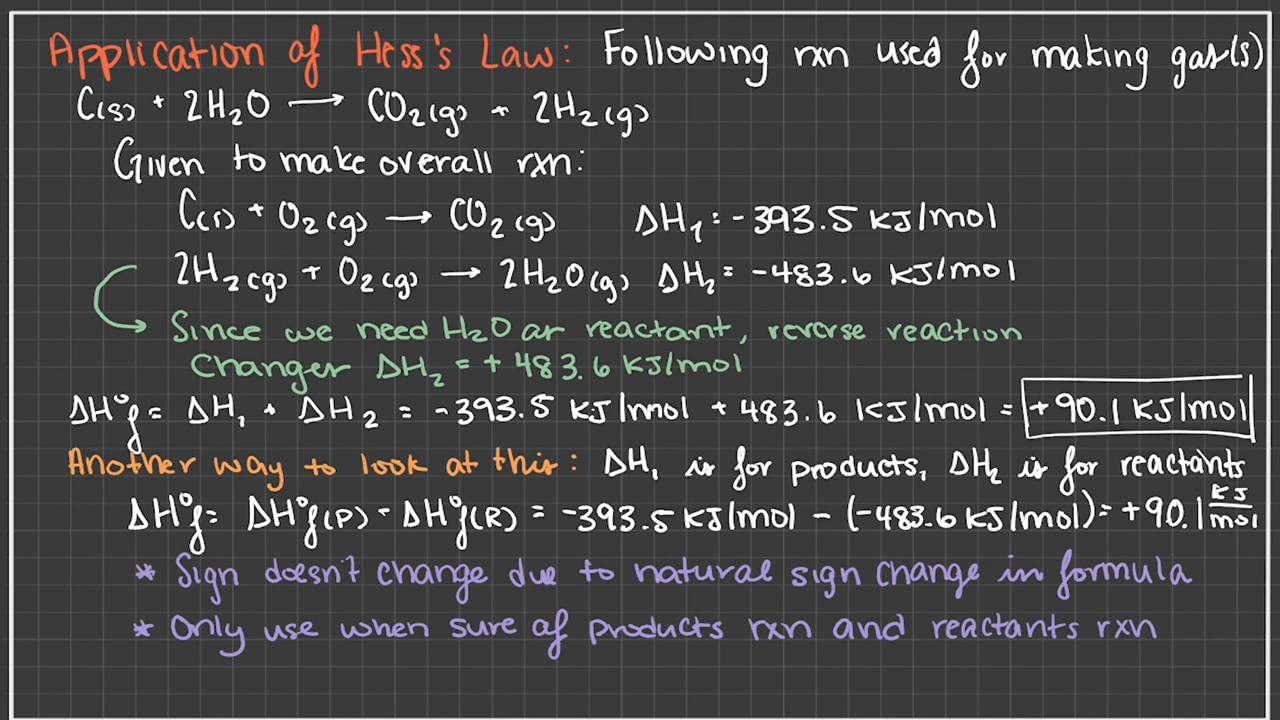 Application of Hess's Law: Following rxn used for making gas(s)
C(s) + 2H₂O → CO₂(g) + 2H₂(g)
Given to make overall rxn:
C(s) + O₂(g) → CO₂(g) ΔH₁ = -393.5 KJ/mol
2H₂(g) + O₂(g) → 2H₂O(g) ΔH₂ = -483.6 KJ/mol
Since we need H₂O as reactant, reverse reaction
Changes ΔH₂ = + 483.6 KJ/mol
ΔH°f = ΔH₁ + ΔH₂ = -393.5 KJ/mol + 483.6 KJ/mol = +90.1 KJ/mol
Another way to look at this: ΔH₁ is for products, ΔH₂ is for reactants
ΔH°f = ΔH°f(P) - ΔH°f(R) = -393.5 KJ/mol - (-483.6 KJ/mol) = +90.1 KJ/mol
* Sign doesn't change due to natural sign change in formula
* Only use when sure of products rxn and reactants rxn